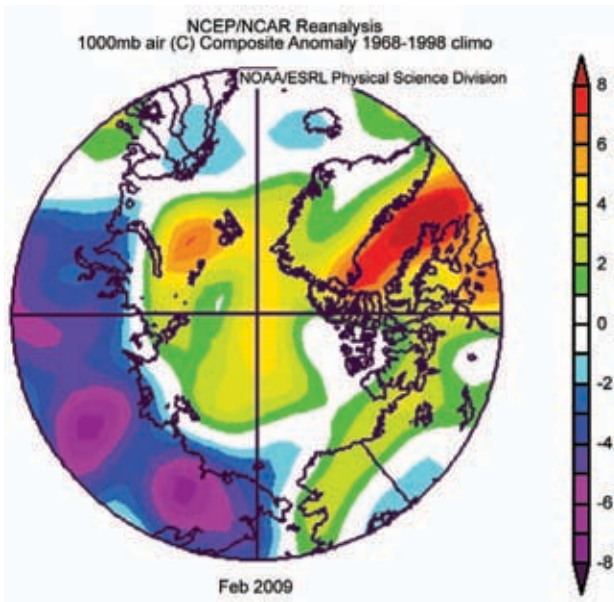 NCEP/NCAR Reanalysis
1000mb air (C) Composite Anomaly 1968-1998 climo
NOAA/ESRL Physical Science Division
8
6
4
2
0
-2
-4
-6
-8
Feb 2009